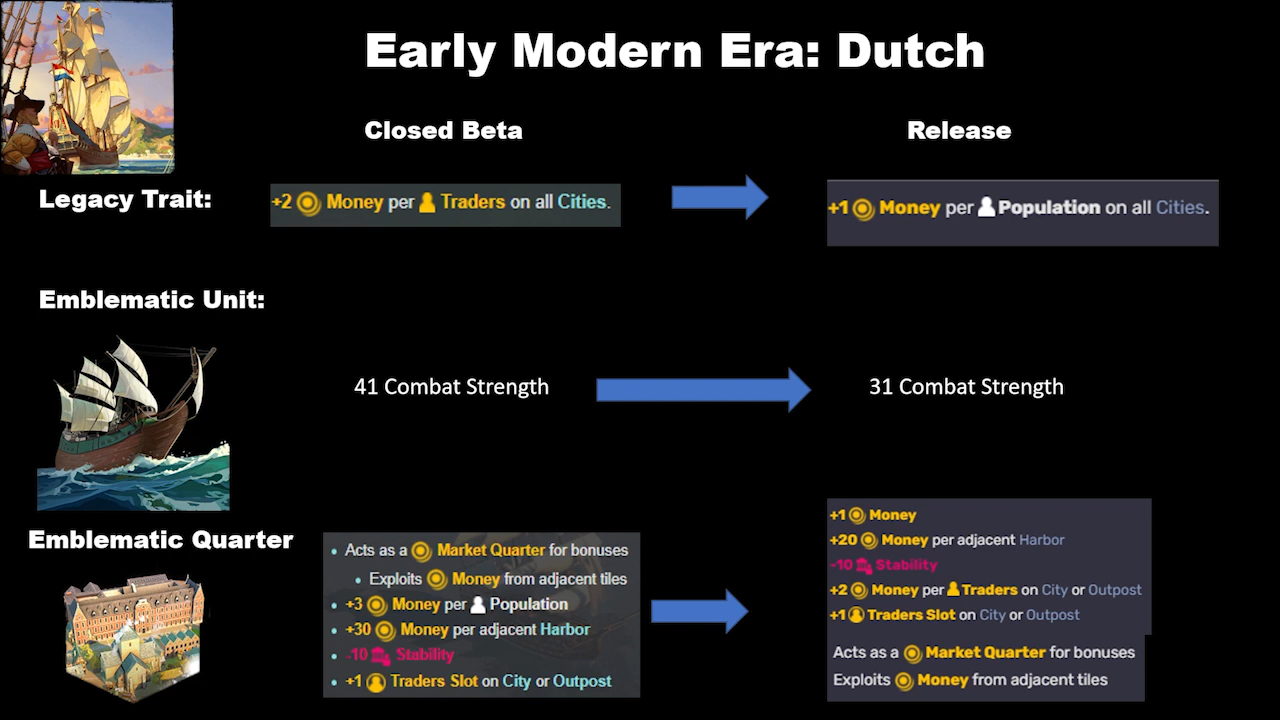 Early Modern Era: Dutch
Closed Beta
Release
Legacy Trait:
+2 Money per Traders on all Cities.
+1 Money per Population on all Cities.
Emblematic Unit:
41 Combat Strength
31 Combat Strength
Emblematic Quarter
• Acts as a Market Quarter for bonuses
• Exploits Money from adjacent tiles
• +3 Money per Population
• +30 Money per adjacent Harbor
• -10 Stability
• +1 Traders Slot on City or Outpost
+1 Money
+20 Money per adjacent Harbor
-10 Stability
+2 Money per Traders on City or Outpost
+1 Traders Slot on City or Outpost
Acts as a Market Quarter for bonuses
Exploits Money from adjacent tiles